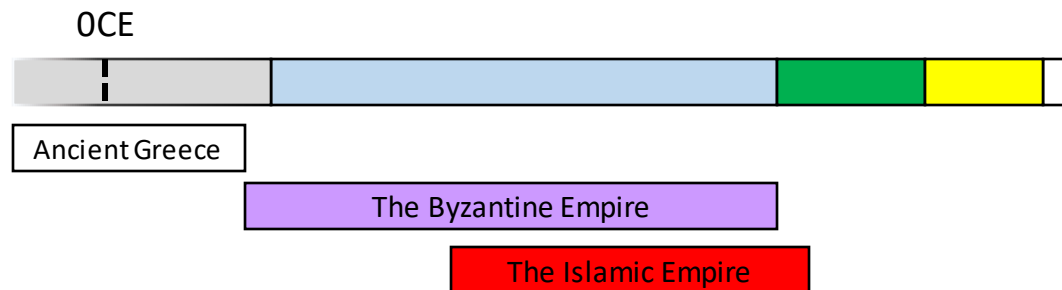 0CE
Ancient Greece
The Byzantine Empire
The Islamic Empire